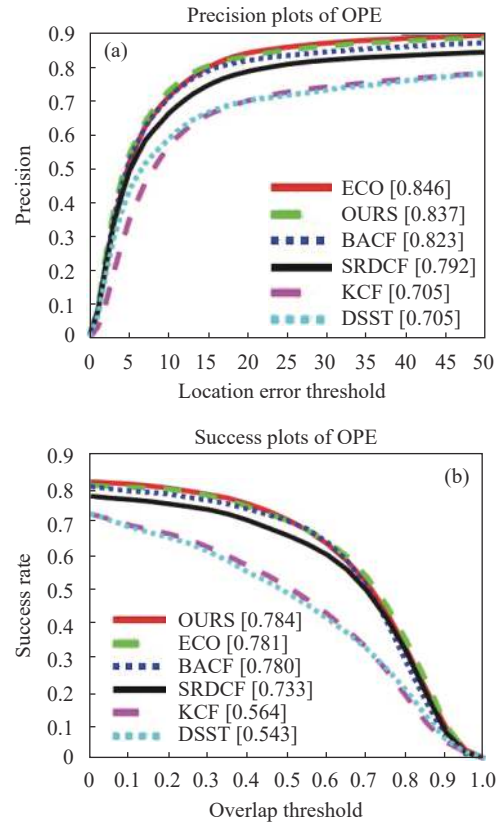 Precision plots of OPE
(a)
0.9
0.8
0.7
0.6
0.5
0.4
0.3
0.2
0.1
0
Precision
ECO [0.846]
OURS [0.837]
BACF [0.823]
SRDCF [0.792]
KCF [0.705]
DSST [0.705]
0 5 10 15 20 25 30 35 40 45 50
Location error threshold
Success plots of OPE
(b)
0.9
0.8
0.7
0.6
0.5
0.4
0.3
0.2
0.1
0
Success rate
OURS [0.784]
ECO [0.781]
BACF [0.780]
SRDCF [0.733]
KCF [0.564]
DSST [0.543]
0 0.1 0.2 0.3 0.4 0.5 0.6 0.7 0.8 0.9 1.0
Overlap threshold